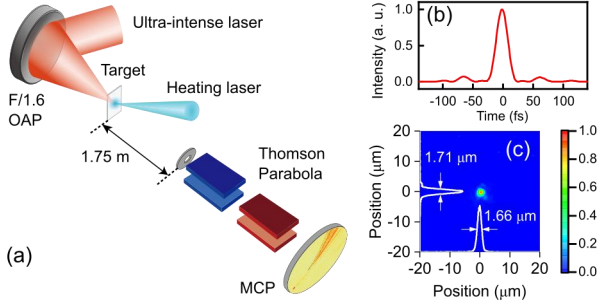 Ultra-intense laser
Target
Heating laser
F/1.6
OAP
1.75 m
Thomson
Parabola
MCP
(a)
(b)
Intensity (a. u.)
1.0
0.5
0.0
-100 -50 0 50 100
Time (fs)
(c)
Position (μm)
20
10
0
-10
-20
1.71 μm
1.66 μm
-20 -10 0 10 20
Position (μm)
1.0
0.8
0.6
0.4
0.2
0.0